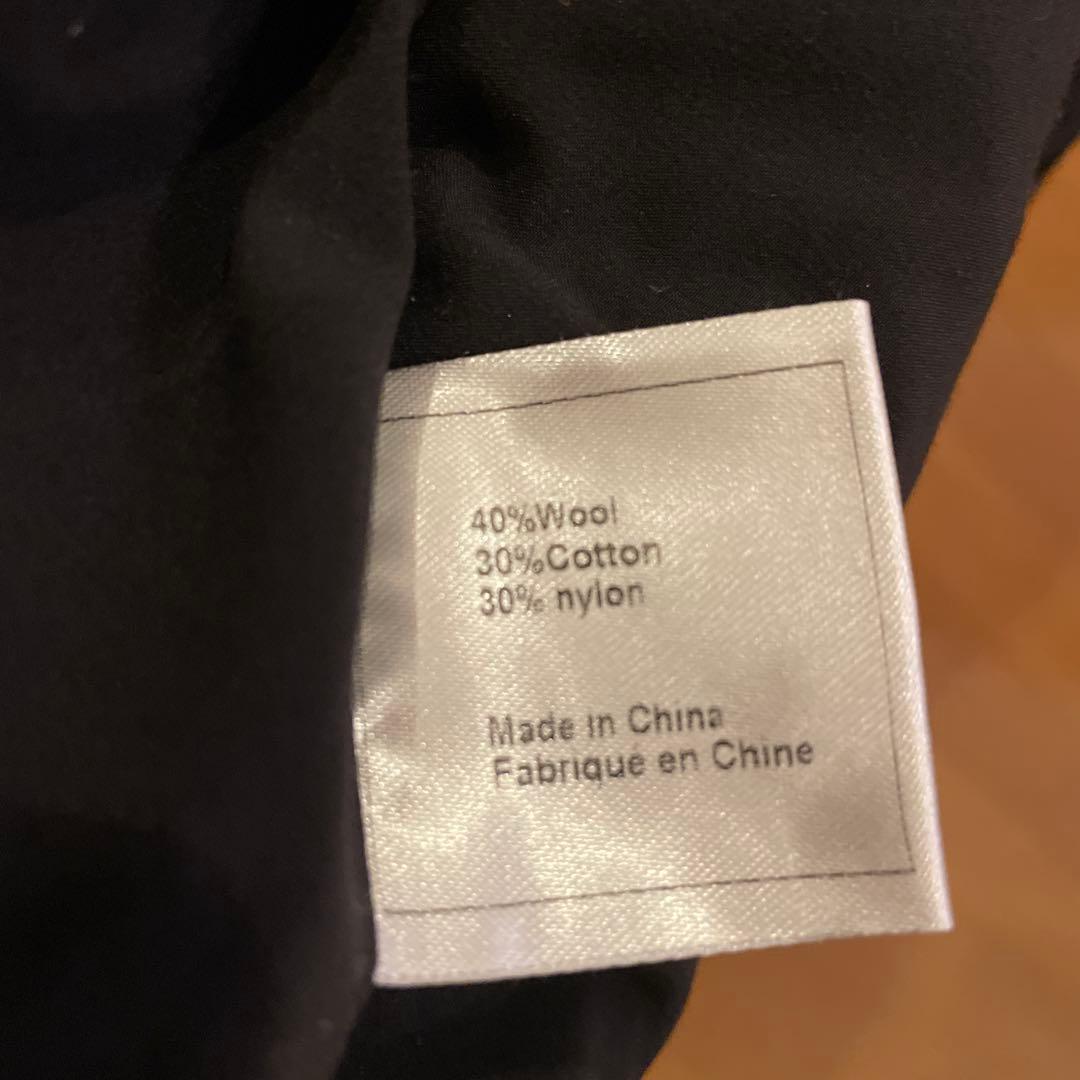 40%Wool
30%Cotton
30% nylon
Made in China
Fabrique en Chine